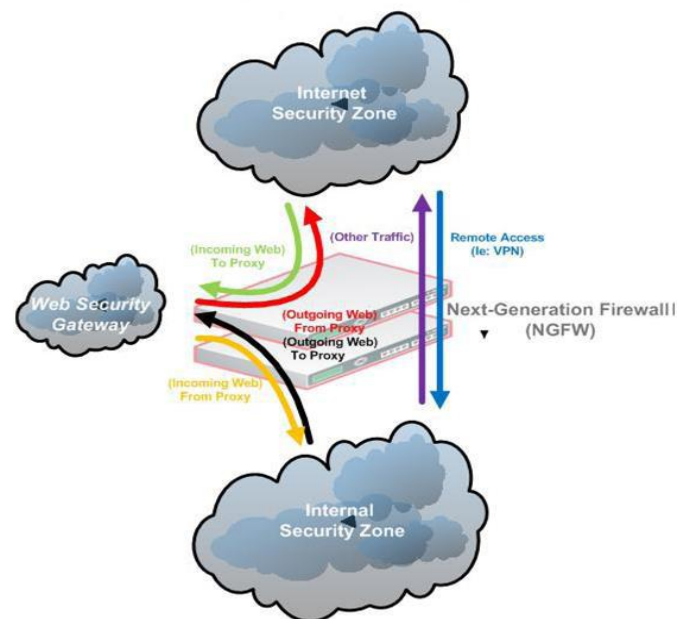 Internet
Security Zone
(Incoming Web)
To Proxy
(Other Traffic)
Remote Access
(Ie: VPN)
Web Security
Gateway
(Outgoing Web)
From Proxy
(Outgoing Web)
To Proxy
Next-Generation Firewall
(NGFW)
(Incoming Web)
From Proxy
Internal
Security Zone